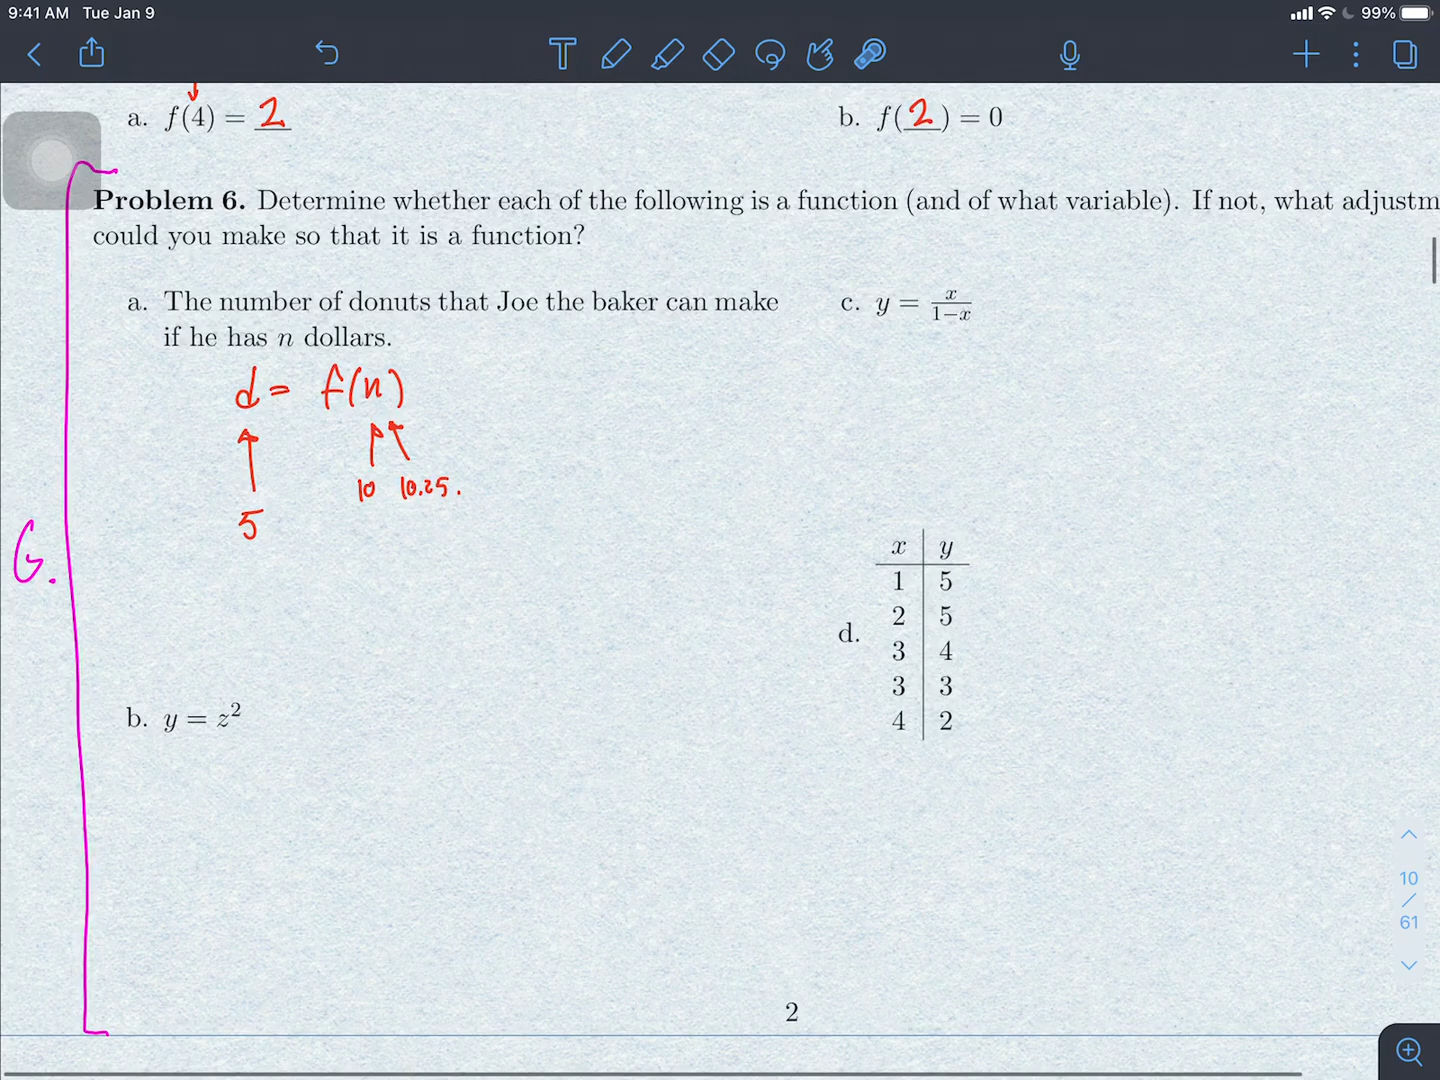 9:41 AM Tue Jan 9
99%
a. f(4) = 2
b. f(2) = 0
Problem 6. Determine whether each of the following is a function (and of what variable). If not, what adjustm
could you make so that it is a function?
a. The number of donuts that Joe the baker can make
if he has n dollars.
d = f(n)
10 10.25.
5
G.
b. y = z²
c. y = x/(1−x)
d.
x y
1 5
2 5
3 4
3 3
4 2
10
/
61
2